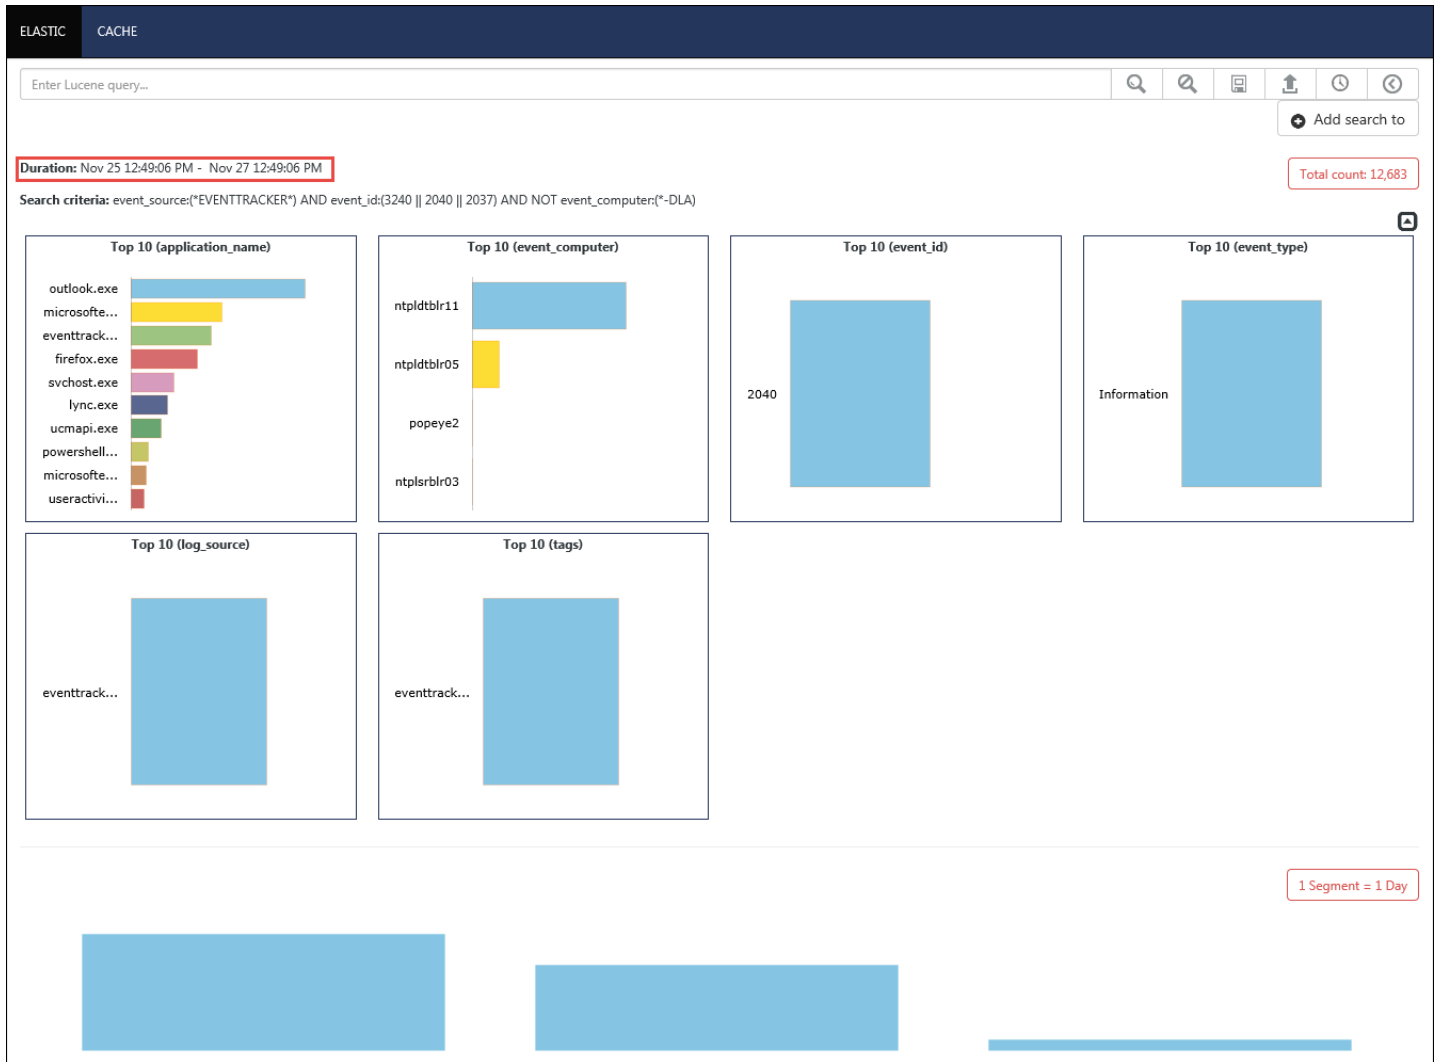 ELASTIC CACHE
Enter Lucene query...
Add search to
Duration: Nov 25 12:49:06 PM - Nov 27 12:49:06 PM
Total count: 12,683
Search criteria: event_source:(*EVENTTRACKER*) AND event_id:(3240 || 2040 || 2037) AND NOT event_computer:(*-DLA)
Top 10 (application_name)
outlook.exe
microsofte...
eventtrack...
firefox.exe
svchost.exe
lync.exe
ucmapi.exe
powershell...
microsofte...
useractivi...
Top 10 (event_computer)
ntpldtblr11
ntpldtblr05
popeye2
ntplsrblr03
Top 10 (event_id)
2040
Top 10 (event_type)
Information
Top 10 (log_source)
eventtrack...
Top 10 (tags)
eventtrack...
1 Segment = 1 Day